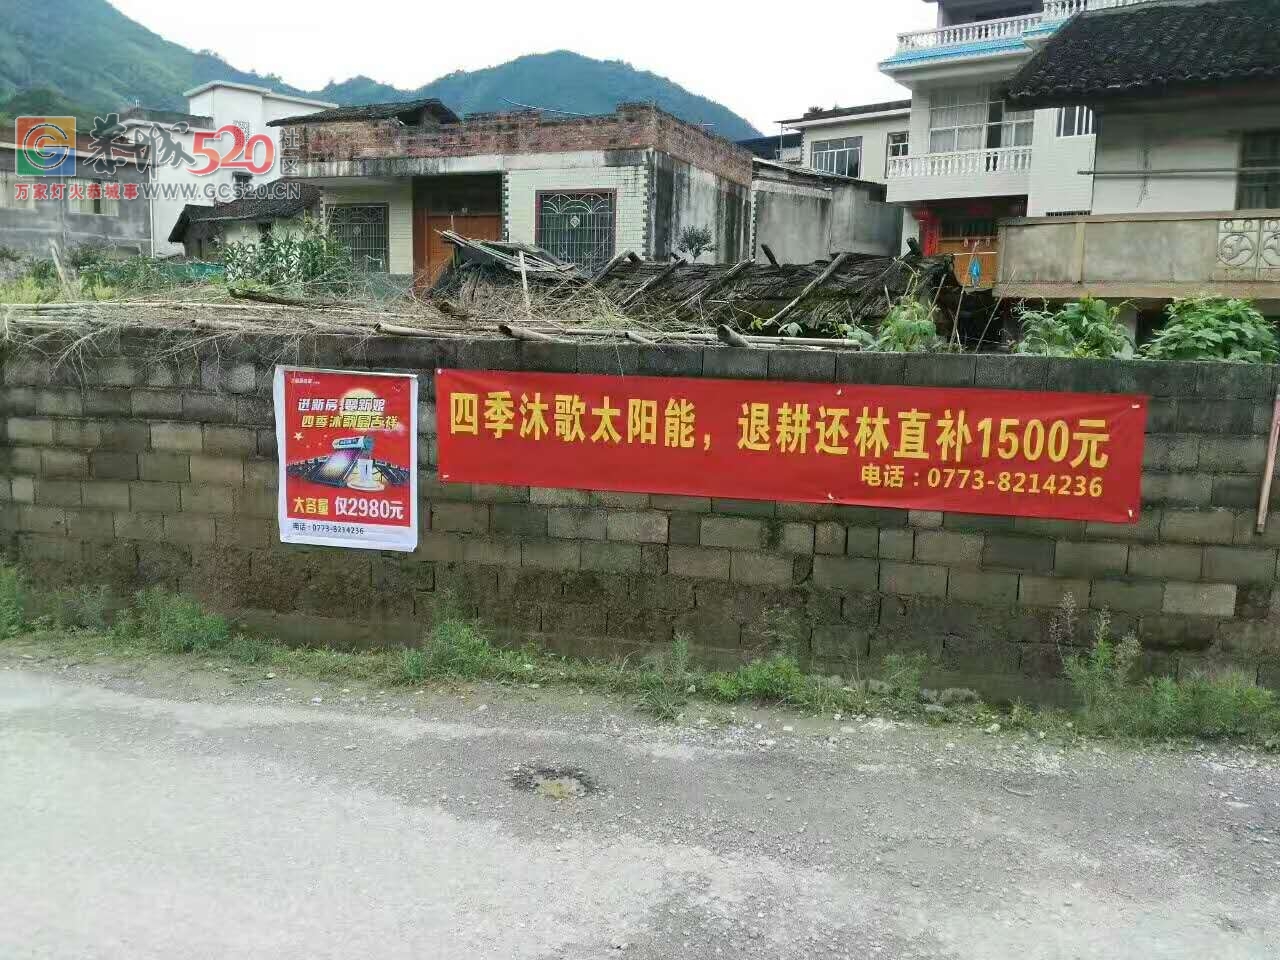 恭城520
社区
万家灯火恭城事 WWW.GC520.CN
进新房 娶新娘
四季沐歌最吉祥
大容量 仅2980元
电话：0773-8214236
四季沐歌太阳能，退耕还林直补1500元
电话：0773-8214236